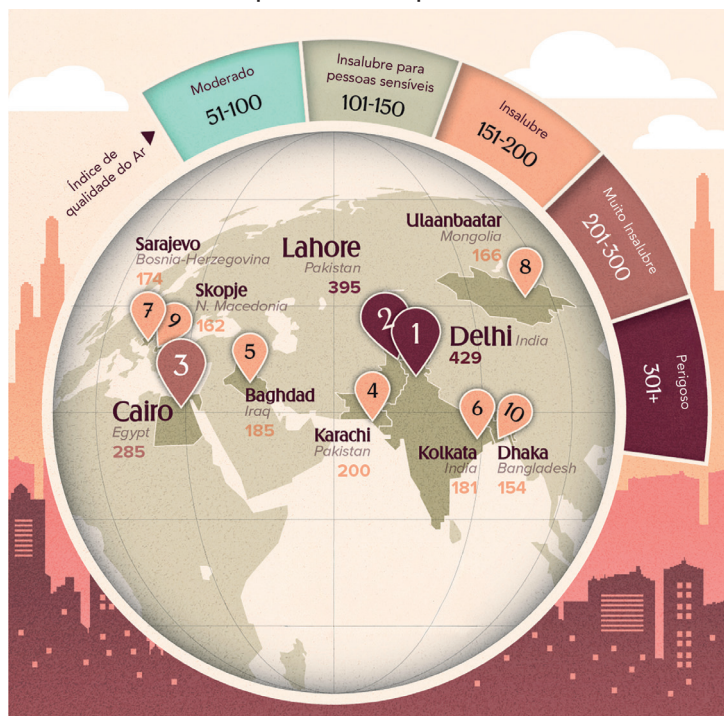 Moderado
51-100
Insalubre para
pessoas sensíveis
101-150
Insalubre
151-200
Muito Insalubre
201-300
Perigoso
301+
Índice de
qualidade do Ar
Ulaanbaatar
Mongolia
166
8
Sarajevo
Bosnia-Herzegovina
174
7
Lahore
Pakistan
395
2
Skopje
N. Macedonia
162
9
1
Delhi India
429
3
Cairo
Egypt
285
5
Baghdad
Iraq
185
4
Karachi
Pakistan
200
6
Kolkata
India
181
10
Dhaka
Bangladesh
154